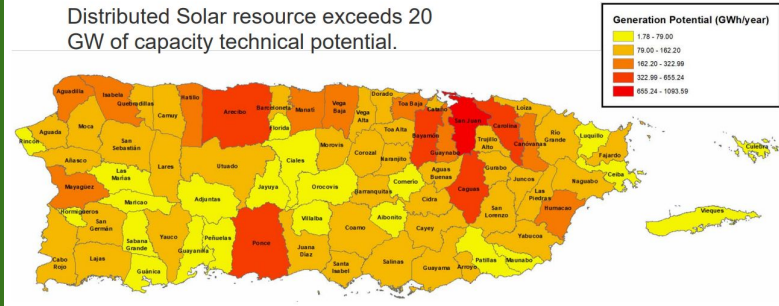 Distributed Solar resource exceeds 20
GW of capacity technical potential.
Generation Potential (GWh/year)
1.78 - 79.00
79.00 - 162.20
162.20 - 322.99
322.99 - 655.24
655.24 - 1093.59
Aguadilla
Isabela
Quebradillas
Camuy
Hatillo
Arecibo
Barceloneta
Florida
Manatí
Vega
Baja
Vega
Alta
Dorado
Toa Baja
Toa Alta
Cataño
San Juan
Bayamón
Guaynabo
Carolina
Trujillo
Alto
Canóvanas
Loíza
Río
Grande
Luquillo
Fajardo
Ceiba
Culebra
Vieques
Rincón
Aguada
Moca
San
Sebastián
Añasco
Las
Marías
Lares
Utuado
Ciales
Morovis
Corozal
Naranjito
Comerío
Aguas
Buenas
Gurabo
Juncos
Las
Piedras
Naguabo
Humacao
Mayagüez
Maricao
Adjuntas
Jayuya
Orocovis
Barranquitas
Cidra
Caguas
San
Lorenzo
Hormigueros
San
Germán
Sabana
Grande
Yauco
Guayanilla
Peñuelas
Ponce
Villalba
Juana
Díaz
Coamo
Aibonito
Cayey
Yabucoa
Cabo
Rojo
Lajas
Guánica
Santa
Isabel
Salinas
Guayama
Arroyo
Patillas
Maunabo